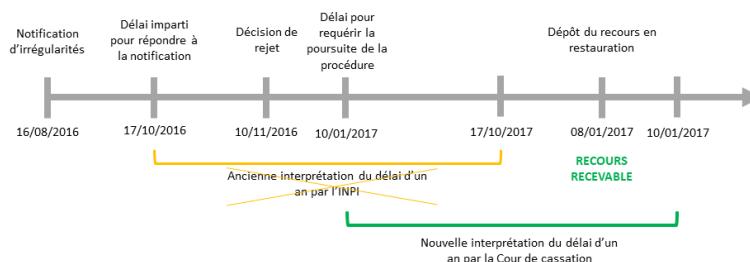 Notification
d'irrégularités
Délai imparti
pour répondre à
la notification
Décision de
rejet
Délai pour
requérir la
poursuite de la
procédure
Dépôt du recours en
restauration
16/08/2016
17/10/2016
10/11/2016
10/01/2017
17/10/2017
08/01/2017
10/01/2017
RECOURS
RECEVABLE
Ancienne interprétation du délai d'un
an par l'INPI
Nouvelle interprétation du délai d'un
an par la Cour de cassation